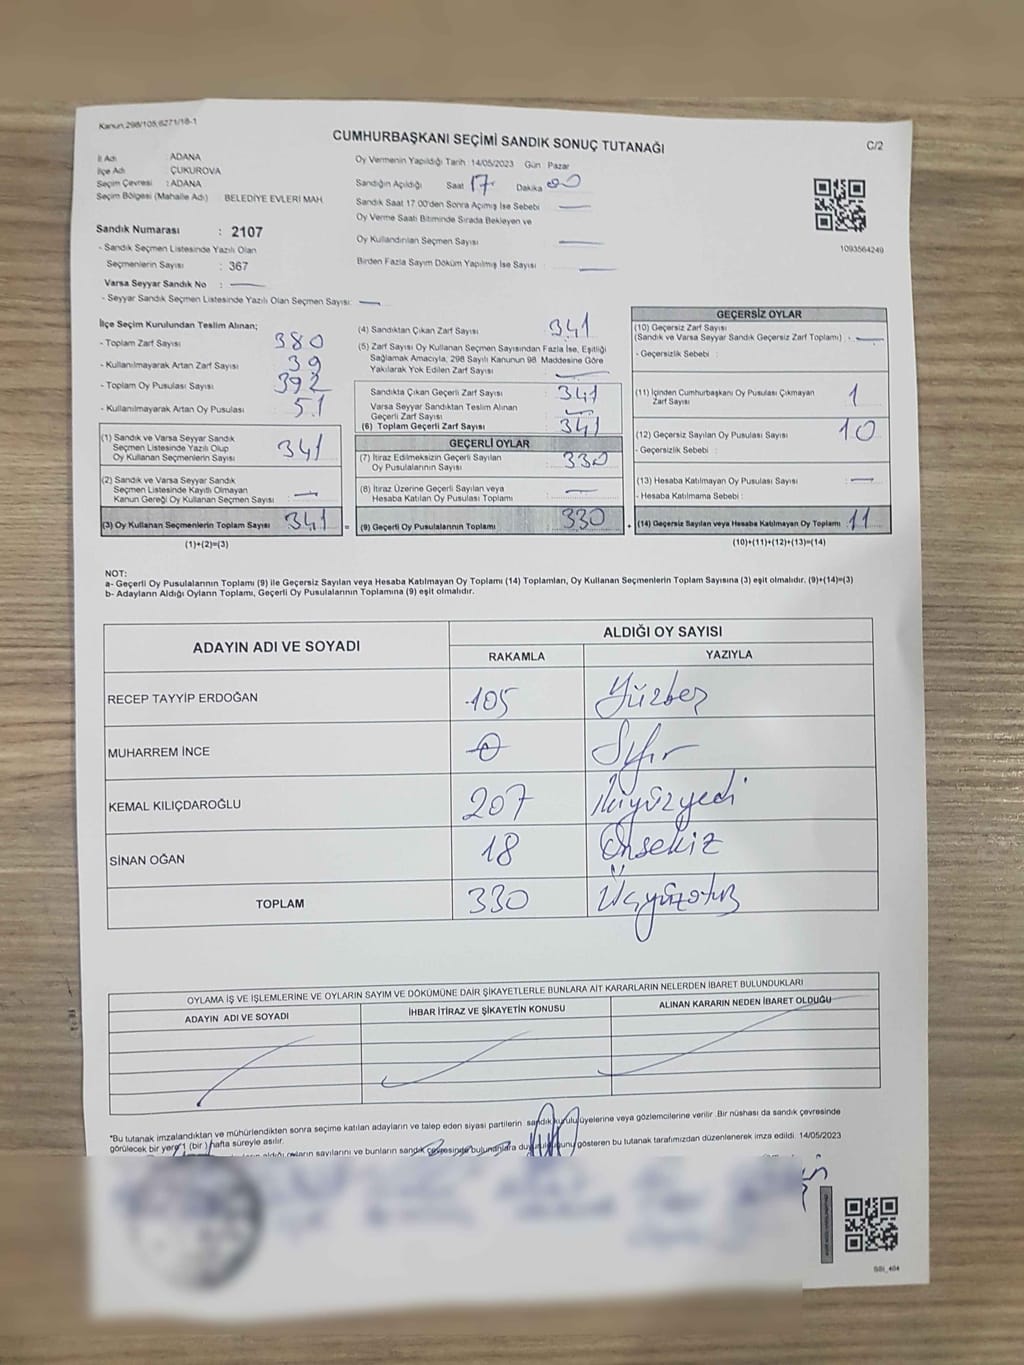 Kanun.298/105,6271/18-1
CUMHURBAŞKANI SEÇİMİ SANDIK SONUÇ TUTANAĞI
C/2
İl Adı : ADANA
İlçe Adı : ÇUKUROVA
Seçim Çevresi : ADANA
Seçim Bölgesi (Mahalle Adı) : BELEDİYE EVLERİ MAH.
Oy Vermenin Yapıldığı Tarih :14/05/2023 Gün : Pazar
Sandığın Açıldığı Saat 17 Dakika 00
Sandık Saat 17.00'den Sonra Açımış İse Sebebi
Oy Verme Saati Bitiminde Sırada Bekleyen ve
Oy Kullandırılan Seçmen Sayısı
Birden Fazla Sayım Döküm Yapılmış İse Sayısı :
1093564249
Sandık Numarası : 2107
- Sandık Seçmen Listesinde Yazılı Olan
Seçmenlerin Sayısı : 367
Varsa Seyyar Sandık No :
- Seyyar Sandık Seçmen Listesinde Yazılı Olan Seçmen Sayısı:
İlçe Seçim Kurulundan Teslim Alınan;
- Toplam Zarf Sayısı 380
- Kullanılmayarak Artan Zarf Sayısı 39
- Toplam Oy Pusulası Sayısı 392
- Kullanılmayarak Artan Oy Pusulası 51
(1) Sandık ve Varsa Seyyar Sandık
Seçmen Listesinde Yazılı Olup
Oy Kullanan Seçmenlerin Sayısı 341
(2) Sandık ve Varsa Seyyar Sandık
Seçmen Listesinde Kayıtlı Olmayan
Kanun Gereği Oy Kullanan Seçmen Sayısı
(3) Oy Kullanan Seçmenlerin Toplam Sayısı 341 =
(1)+(2)=(3)
(4) Sandıktan Çıkan Zarf Sayısı 341
(5) Zarf Sayısı Oy Kullanan Seçmen Sayısından Fazla İse, Eşitliği
Sağlamak Amacıyla, 298 Sayılı Kanunun 98. Maddesine Göre
Yakılarak Yok Edilen Zarf Sayısı
Sandıkta Çıkan Geçerli Zarf Sayısı 341
Varsa Seyyar Sandıktan Teslim Alınan
Geçerli Zarf Sayısı
(6) Toplam Geçerli Zarf Sayısı 341
GEÇERLİ OYLAR
(7) İtiraz Edilmeksizin Geçerli Sayılan
Oy Pusulalarının Sayısı : 330
(8) İtiraz Üzerine Geçerli Sayılan veya
Hesaba Katılan Oy Pusulası Toplamı
(9) Geçerli Oy Pusulalarının Toplamı 330 +
GEÇERSİZ OYLAR
(10) Geçersiz Zarf Sayısı
(Sandık ve Varsa Seyyar Sandık Geçersiz Zarf Toplamı) .
- Geçersizlik Sebebi :
(11) İçinden Cumhurbaşkanı Oy Pusulası Çıkmayan
Zarf Sayısı 1
(12) Geçersiz Sayılan Oy Pusulası Sayısı 10
- Geçersizlik Sebebi :
(13) Hesaba Katılmayan Oy Pusulası Sayısı
- Hesaba Katılmama Sebebi :
(14) Geçersiz Sayılan veya Hesaba Katılmayan Oy Toplamı 11
(10)+(11)+(12)+(13)=(14)
NOT:
a- Geçerli Oy Pusulalarının Toplamı (9) ile Geçersiz Sayılan veya Hesaba Katılmayan Oy Toplamı (14) Toplamları, Oy Kullanan Seçmenlerin Toplam Sayısına (3) eşit olmalıdır. (9)+(14)=(3)
b- Adayların Aldığı Oyların Toplamı, Geçerli Oy Pusulalarının Toplamına (9) eşit olmalıdır.
ADAYIN ADI VE SOYADI
ALDIĞI OY SAYISI
RAKAMLA YAZIYLA
RECEP TAYYİP ERDOĞAN 105 Yüzbeş
MUHARREM İNCE 0 Sıfır
KEMAL KILIÇDAROĞLU 207 İkiyüzyedi
SİNAN OĞAN 18 Onsekiz
TOPLAM 330 Üçyüzotuz
OYLAMA İŞ VE İŞLEMLERİNE VE OYLARIN SAYIM VE DÖKÜMÜNE DAİR ŞİKAYETLERLE BUNLARA AİT KARARLARIN NELERDEN İBARET BULUNDUKLARI
ADAYIN ADI VE SOYADI İHBAR İTİRAZ VE ŞİKAYETİN KONUSU ALINAN KARARIN NEDEN İBARET OLDUĞU
*Bu tutanak imzalandıktan ve mühürlendikten sonra seçime katılan adayların ve talep eden siyasi partilerin sandık kurulu üyelerine veya gözlemcilerine verilir .Bir nüshası da sandık çevresinde
görülecek bir yere 1 (bir ) hafta süreyle asılır.
sayılarını ve bunların sandık çevresinde bulunanlara gösteren bu tutanak tarafımızdan düzenlenerek imza edildi. 14/05/2023
SSI_404